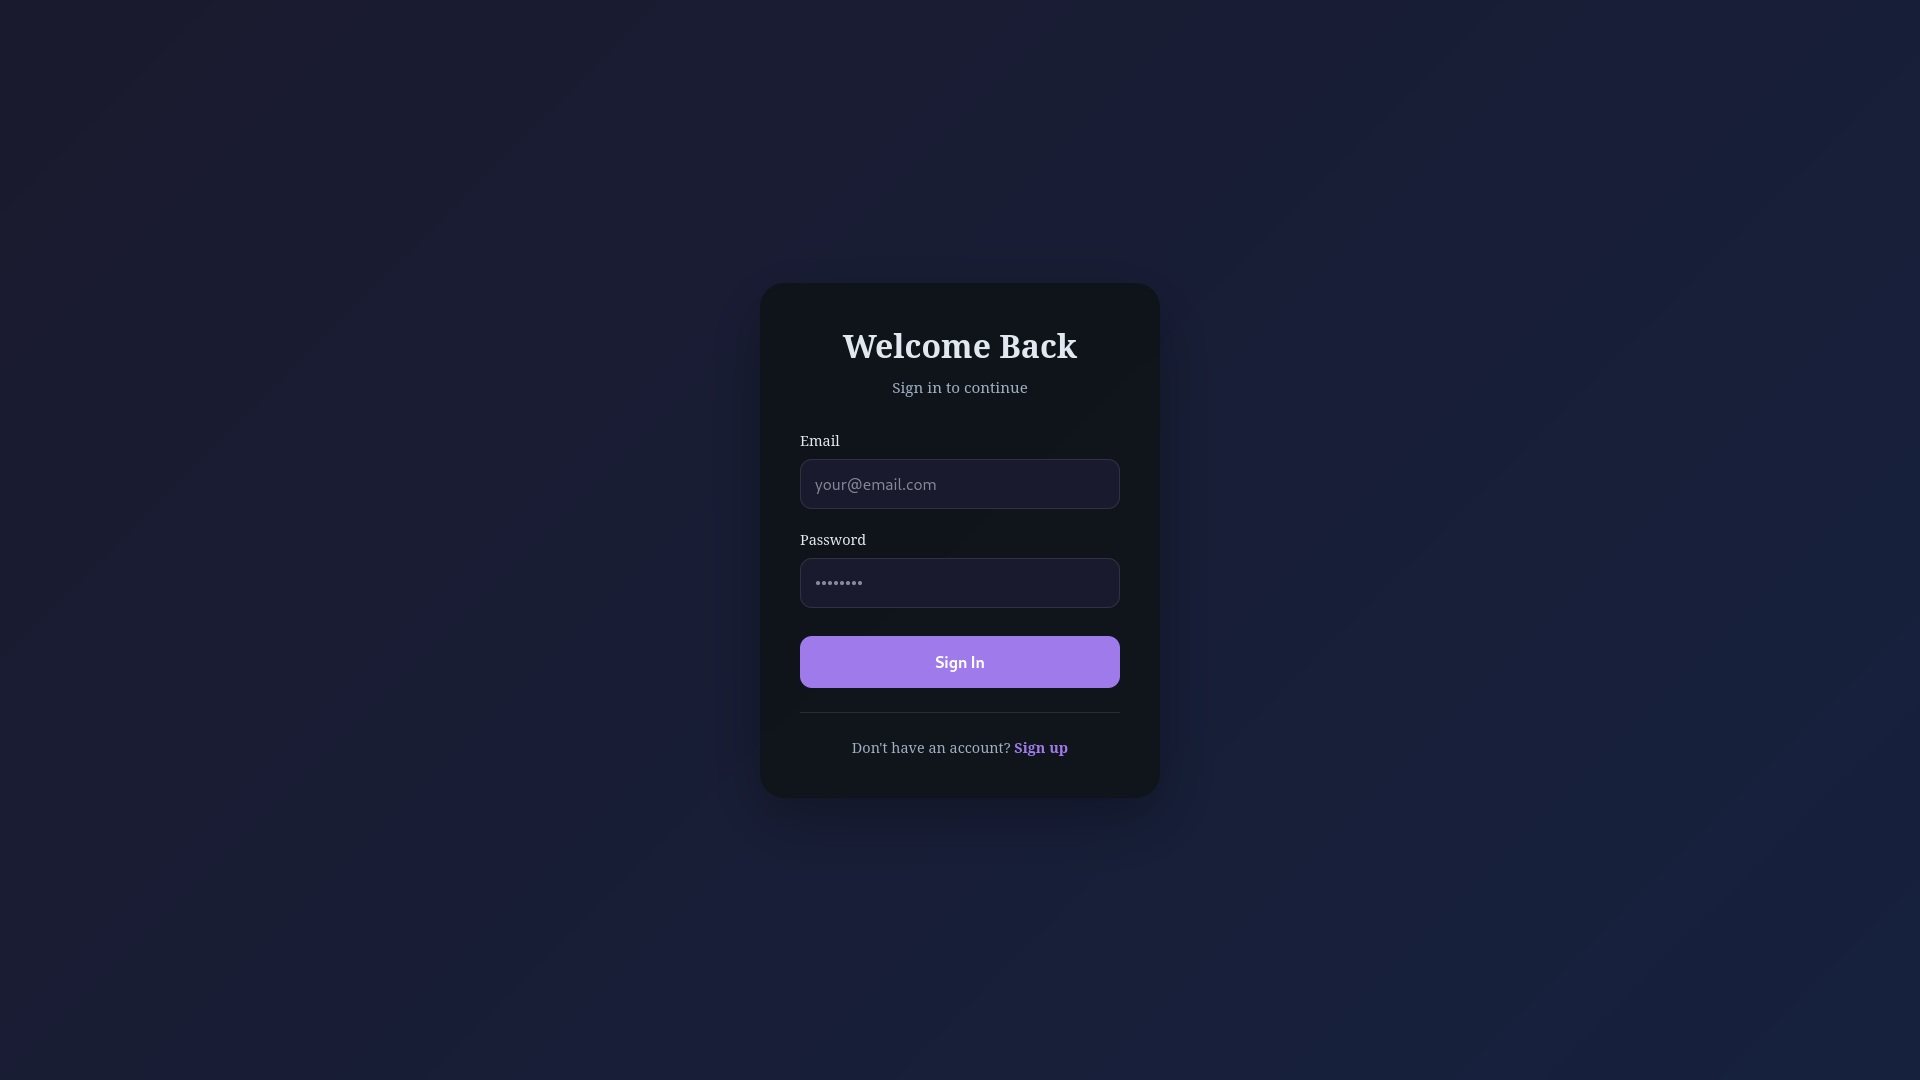 Welcome Back
Sign in to continue
Email
your@email.com
Password
••••••••
Sign In
Don't have an account? Sign up